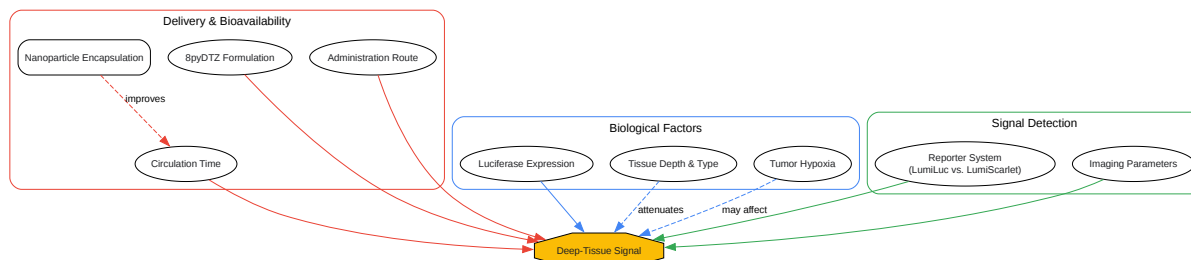 Delivery & Bioavailability
Nanoparticle Encapsulation
8pyDTZ Formulation
Administration Route
improves
Circulation Time
Biological Factors
Luciferase Expression
Tissue Depth & Type
Tumor Hypoxia
attenuates
may affect
Signal Detection
Reporter System
(LumiLuc vs. LumiScarlet)
Imaging Parameters
Deep-Tissue Signal